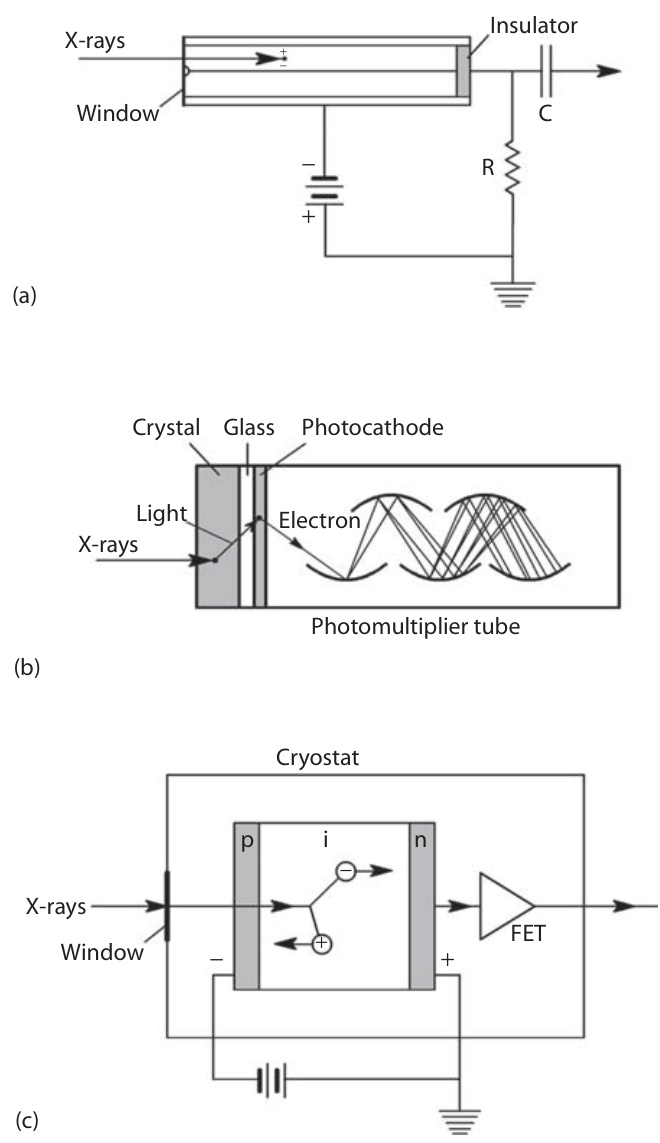 Insulator
X-rays
+
−
Window
C
−
R
+
(a)
Crystal Glass Photocathode
Light
Electron
X-rays
Photomultiplier tube
(b)
Cryostat
p i n
−
X-rays
+
FET
Window
− +
(c)